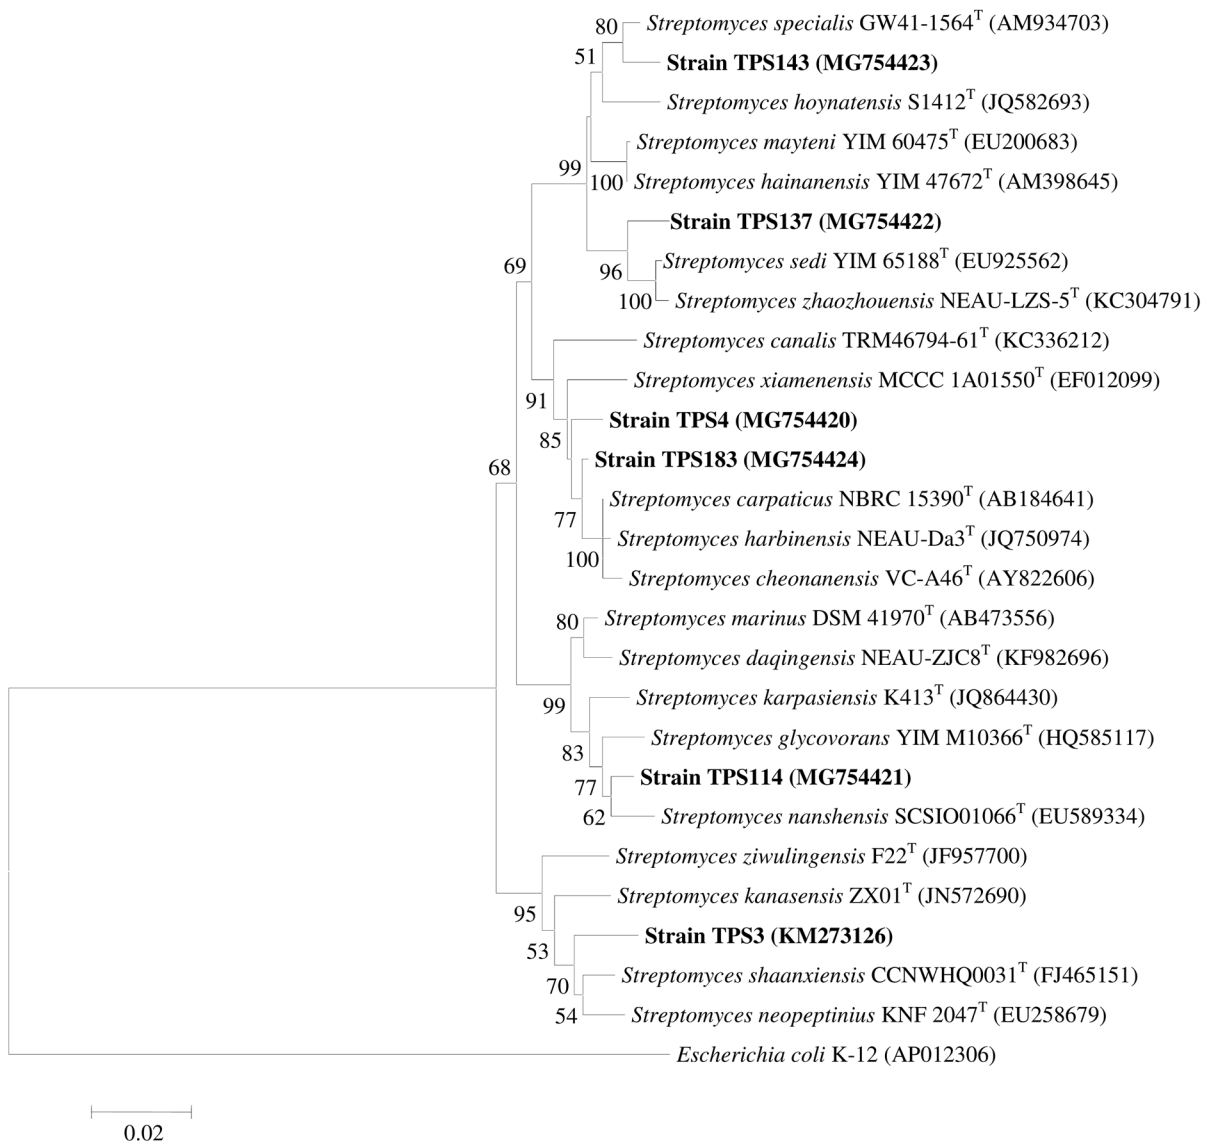 80 Streptomyces specialis GW41-1564T (AM934703)
51 Strain TPS143 (MG754423)
Streptomyces hoynatensis S1412T (JQ582693)
Streptomyces mayteni YIM 60475T (EU200683)
99 100 Streptomyces hainanensis YIM 47672T (AM398645)
Strain TPS137 (MG754422)
69 96 Streptomyces sedi YIM 65188T (EU925562)
100 Streptomyces zhaozhouensis NEAU-LZS-5T (KC304791)
Streptomyces canalis TRM46794-61T (KC336212)
Streptomyces xiamenensis MCCC 1A01550T (EF012099)
91
Strain TPS4 (MG754420)
85
68 Strain TPS183 (MG754424)
Streptomyces carpaticus NBRC 15390T (AB184641)
77
Streptomyces harbinensis NEAU-Da3T (JQ750974)
100
Streptomyces cheonanensis VC-A46T (AY822606)
80 Streptomyces marinus DSM 41970T (AB473556)
Streptomyces daqingensis NEAU-ZJC8T (KF982696)
99 Streptomyces karpasiensis K413T (JQ864430)
Streptomyces glycovorans YIM M10366T (HQ585117)
83
77 Strain TPS114 (MG754421)
62 Streptomyces nanshensis SCSIO01066T (EU589334)
Streptomyces ziwulingensis F22T (JF957700)
Streptomyces kanasensis ZX01T (JN572690)
95
Strain TPS3 (KM273126)
53
70 Streptomyces shaanxiensis CCNWHQ0031T (FJ465151)
54 Streptomyces neopeptinius KNF 2047T (EU258679)
Escherichia coli K-12 (AP012306)
0.02